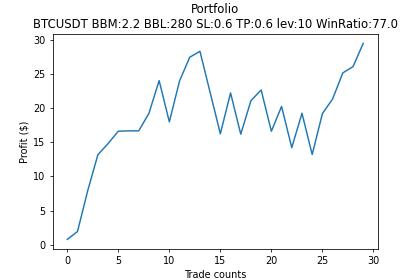 Portfolio
BTCUSDT BBM:2.2 BBL:280 SL:0.6 TP:0.6 lev:10 WinRatio:77.0
30
25
20
15
10
5
0
Profit ($)
0 5 10 15 20 25 30
Trade counts